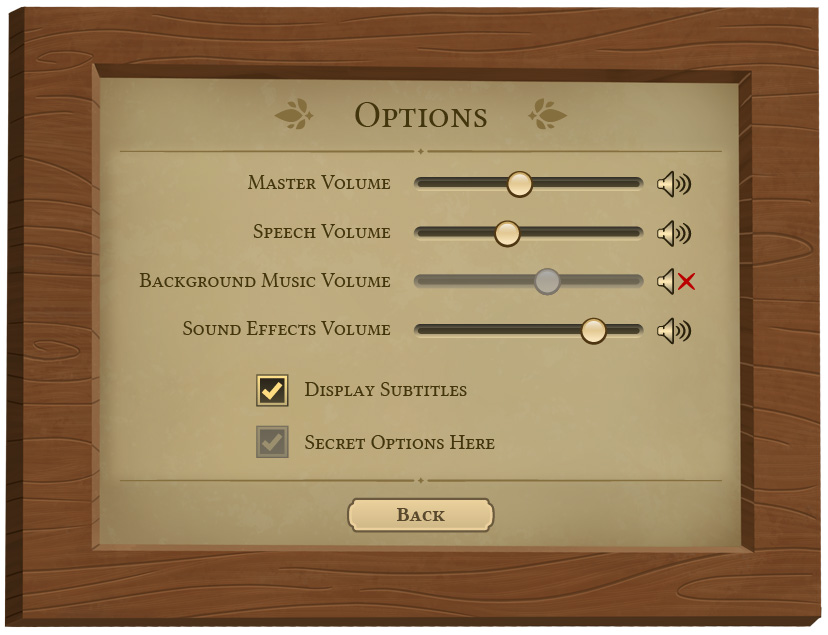 Options
Master Volume
Speech Volume
Background Music Volume
Sound Effects Volume
Display Subtitles
Secret Options Here
Back